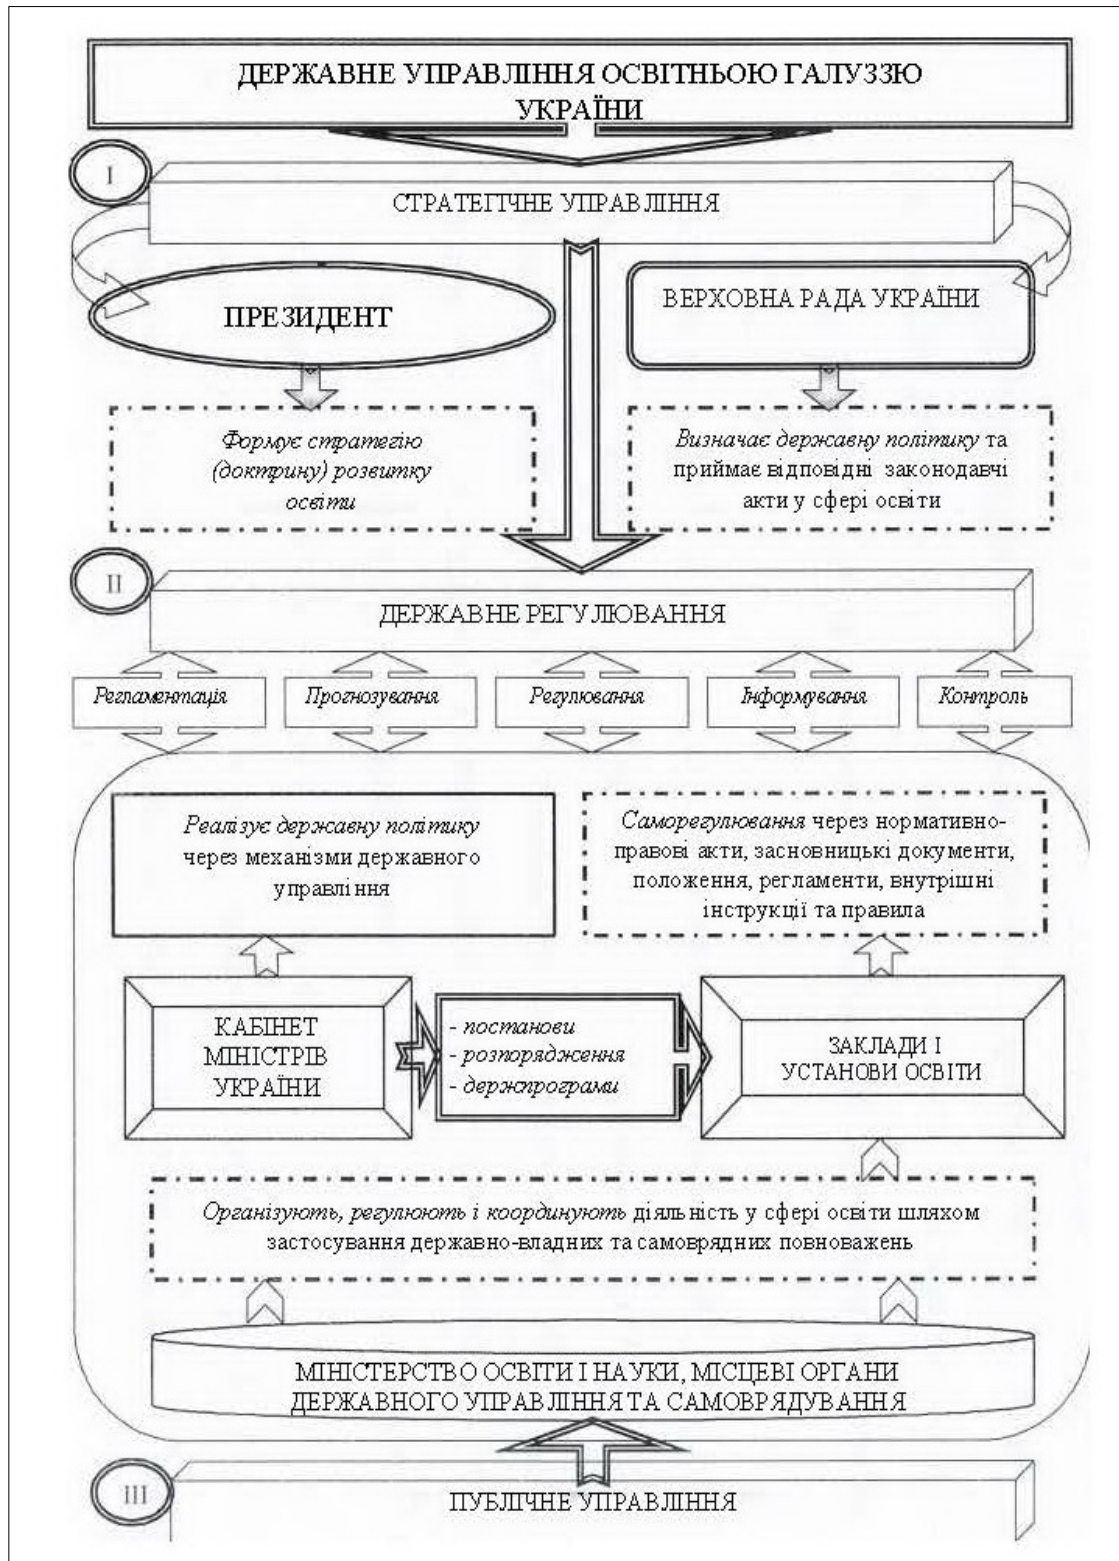 ДЕРЖАВНЕ УПРАВЛІННЯ ОСВІТНЬОЮ ГАЛУЗЗЮ
УКРАЇНИ
I
СТРАТЕГІЧНЕ УПРАВЛІННЯ
ПРЕЗИДЕНТ
ВЕРХОВНА РАДА УКРАЇНИ
Формує стратегію
(доктрину) розвитку
освіти
Визначає державну політику та
приймає відповідні законодавчі
акти у сфері освіти
II
ДЕРЖАВНЕ РЕГУЛЮВАННЯ
Регламентація
Прогнозування
Регулювання
Інформування
Контроль
Реалізує державну політику
через механізми державного
управління
Саморегулювання через нормативно-
правові акти, засновницькі документи,
положення, регламенти, внутрішні
інструкції та правила
КАБІНЕТ
МІНІСТРІВ
УКРАЇНИ
- постанови
- розпорядження
- держпрограми
ЗАКЛАДИ І
УСТАНОВИ ОСВІТИ
Організують, регулюють і координують діяльність у сфері освіти шляхом
застосування державно-владних та самоврядних повноважень
МІНІСТЕРСТВО ОСВІТИ І НАУКИ, МІСЦЕВІ ОРГАНИ
ДЕРЖАВНОГО УПРАВЛІННЯ ТА САМОВРЯДУВАННЯ
III
ПУБЛІЧНЕ УПРАВЛІННЯ